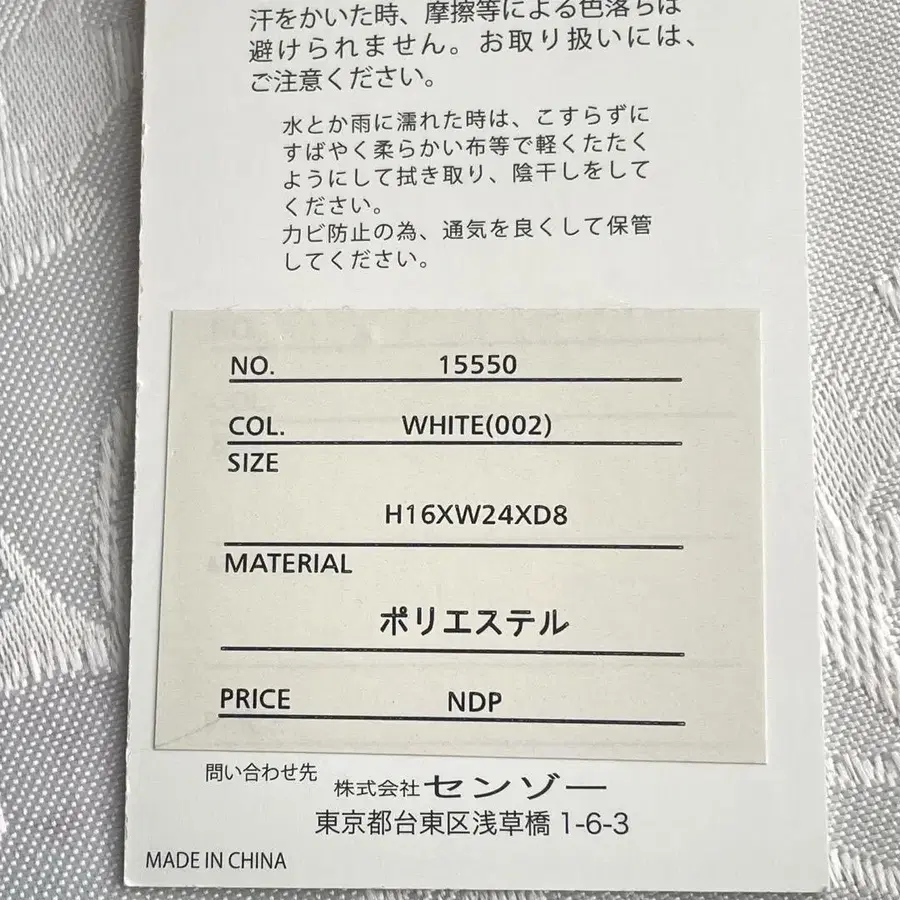 汗をかいた時、摩擦等による色落ちは
避けられません。お取り扱いには、
ご注意ください。
水とか雨に濡れた時は、こすらずに
すばやく柔らかい布等で軽くたたく
ようにして拭き取り、陰干しをして
ください。
カビ防止の為、通気を良くして保管
してください。
NO. 15550
COL. WHITE(002)
SIZE
H16XW24XD8
MATERIAL
ポリエステル
PRICE NDP
問い合わせ先 株式会社センゾー
東京都台東区浅草橋 1-6-3
MADE IN CHINA